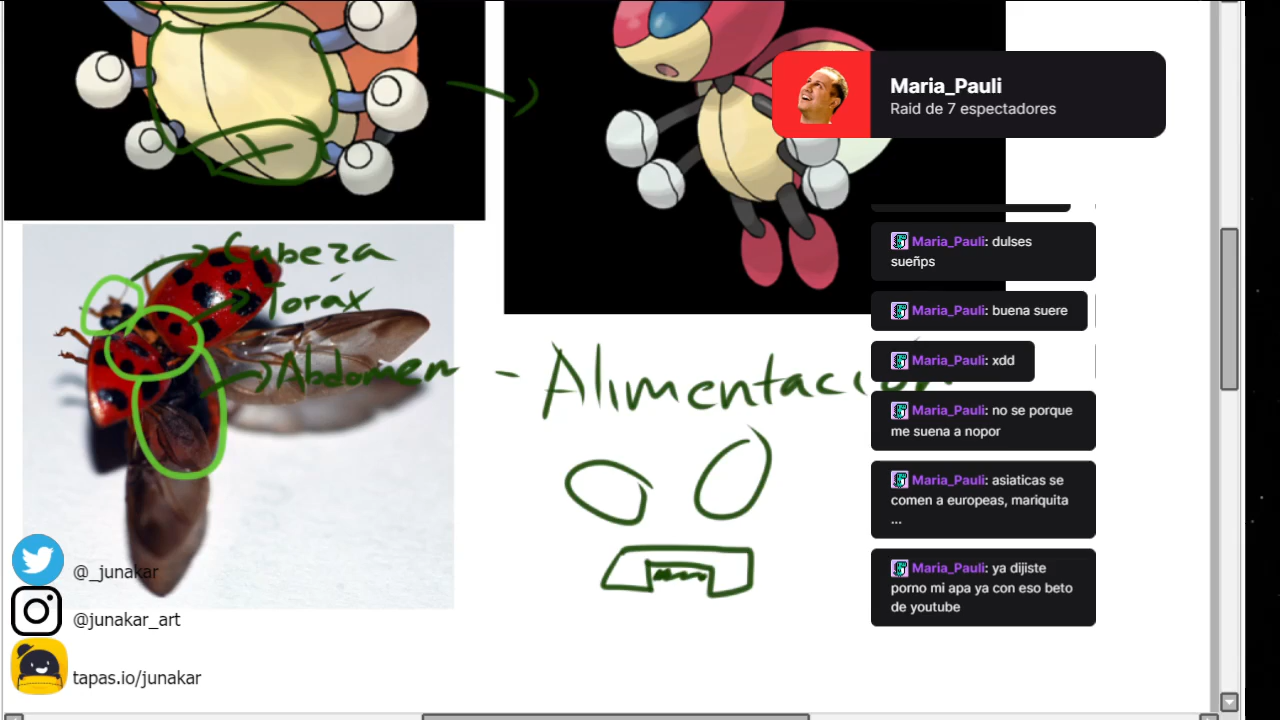 Maria_Pauli
Raid de 7 espectadores
Maria_Pauli: dulses
sueñps
Maria_Pauli: buena suere
Maria_Pauli: xdd
Maria_Pauli: no se porque
me suena a nopor
Maria_Pauli: asiaticas se
comen a europeas, mariquita
...
Maria_Pauli: ya dijiste
porno mi apa ya con eso beto
de youtube
Cabeza
Toráx
Abdomen
- Alimentación
@_junakar
@junakar_art
tapas.io/junakar